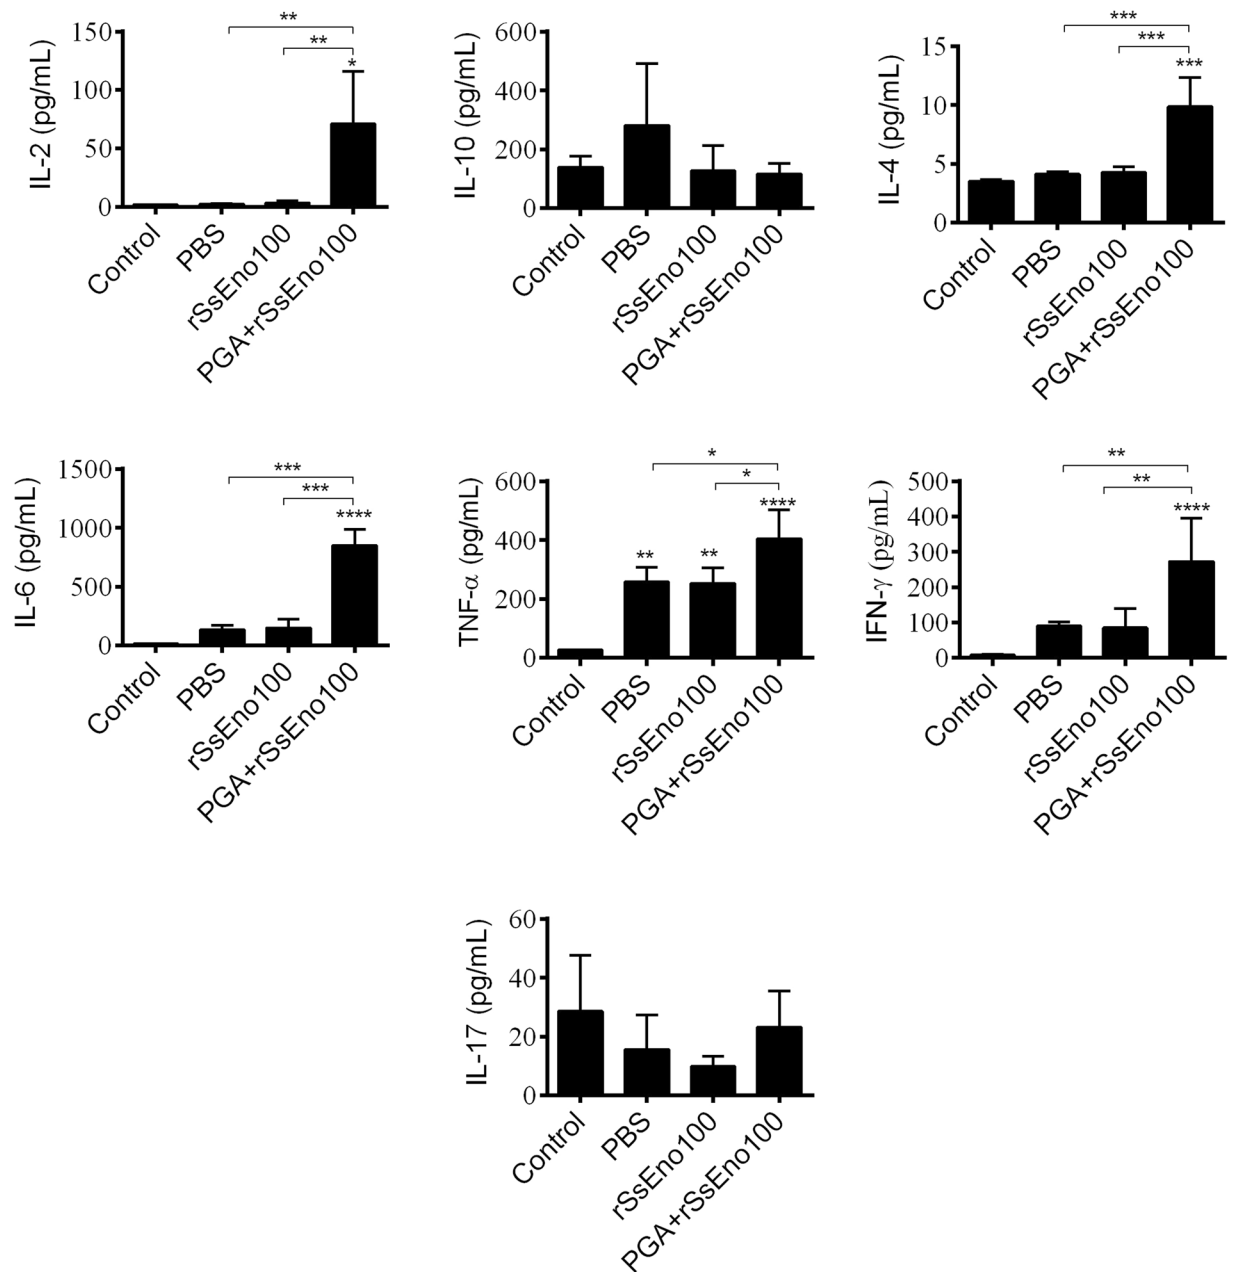 **
**
*
150
100
50
0
IL-2 (pg/mL)
Control
PBS
rSsEno100
PGA+rSsEno100
600
400
200
0
IL-10 (pg/mL)
Control
PBS
rSsEno100
PGA+rSsEno100
***
***
***
15
10
5
0
IL-4 (pg/mL)
Control
PBS
rSsEno100
PGA+rSsEno100
***
***
****
1500
1000
500
0
IL-6 (pg/mL)
Control
PBS
rSsEno100
PGA+rSsEno100
*
*
****
**
**
600
400
200
0
TNF-α (pg/mL)
Control
PBS
rSsEno100
PGA+rSsEno100
**
**
****
500
400
300
200
100
0
IFN-γ (pg/mL)
Control
PBS
rSsEno100
PGA+rSsEno100
60
40
20
0
IL-17 (pg/mL)
Control
PBS
rSsEno100
PGA+rSsEno100